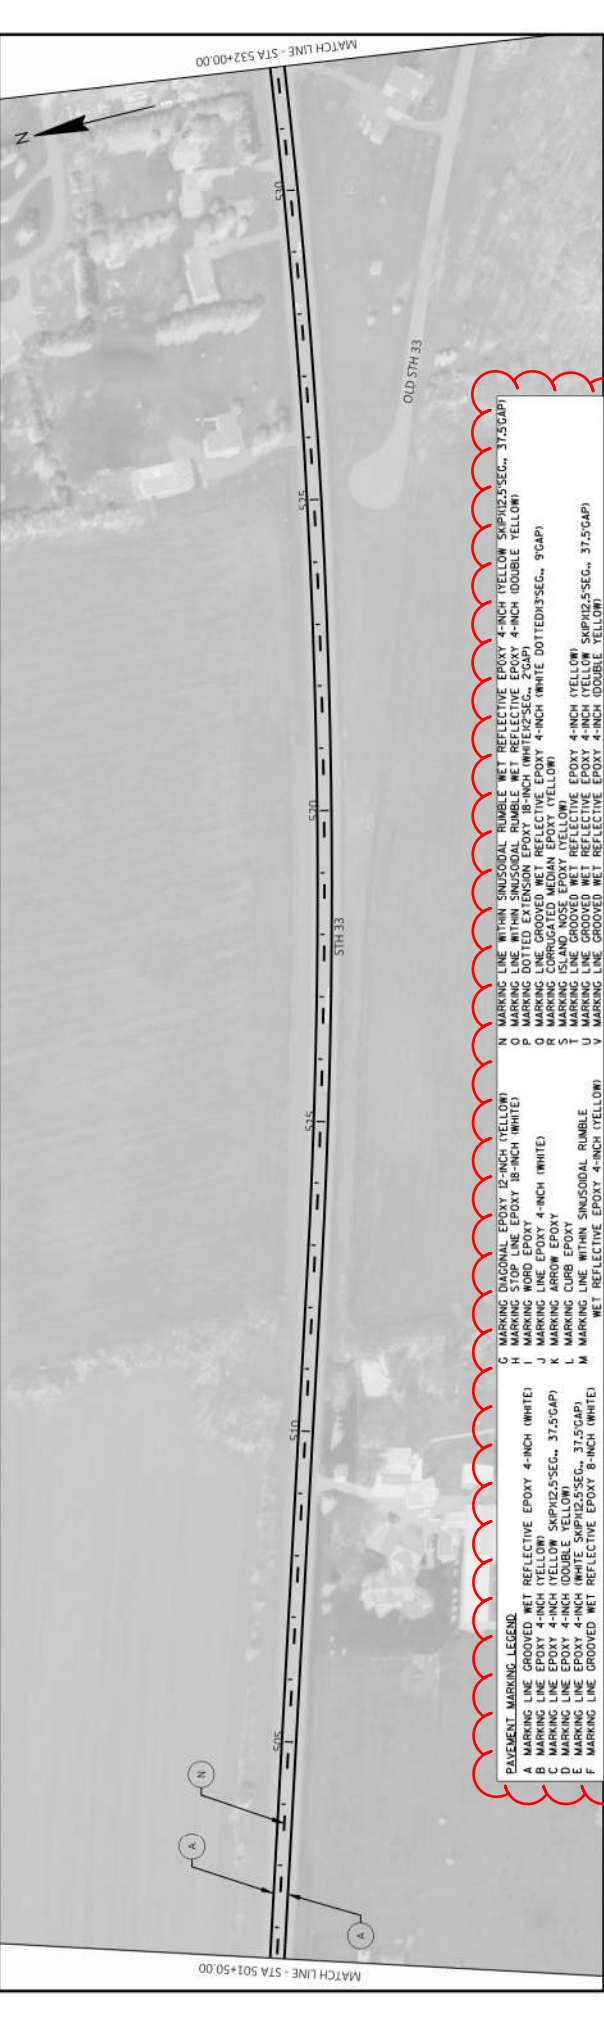 MATCH LINE - STA 532+00.00
N
530
OLD STH 33
525
520
STH 33
515
510
505
N
A
A
MATCH LINE - STA 501+50.00
PAVEMENT MARKING LEGEND
A MARKING LINE GROOVED WET REFLECTIVE EPOXY 4-INCH (WHITE)
B MARKING LINE EPOXY 4-INCH (YELLOW)
C MARKING LINE EPOXY 4-INCH (YELLOW SKIP)(12.5'SEG., 37.5'GAP)
D MARKING LINE EPOXY 4-INCH (DOUBLE YELLOW)
E MARKING LINE EPOXY 4-INCH (WHITE SKIP)(12.5'SEG., 37.5'GAP)
F MARKING LINE GROOVED WET REFLECTIVE EPOXY 8-INCH (WHITE)
G MARKING DIAGONAL EPOXY 12-INCH (YELLOW)
H MARKING STOP LINE EPOXY 18-INCH (WHITE)
I MARKING WORD EPOXY
J MARKING LINE EPOXY 4-INCH (WHITE)
K MARKING ARROW EPOXY
L MARKING CURB EPOXY
M MARKING LINE WITHIN SINUSOIDAL RUMBLE
WET REFLECTIVE EPOXY 4-INCH (YELLOW)
N MARKING LINE WITHIN SINUSOIDAL RUMBLE WET REFLECTIVE EPOXY 4-INCH (YELLOW SKIP)(12.5'SEG., 37.5'GAP)
O MARKING LINE WITHIN SINUSOIDAL RUMBLE WET REFLECTIVE EPOXY 4-INCH (DOUBLE YELLOW)
P MARKING DOTTED EXTENSION EPOXY 18-INCH (WHITE)(2'SEG., 2'GAP)
Q MARKING LINE GROOVED WET REFLECTIVE EPOXY 4-INCH (WHITE DOTTED)(3'SEG., 9'GAP)
R MARKING CORRUGATED MEDIAN EPOXY (YELLOW)
S MARKING ISLAND NOSE EPOXY (YELLOW)
T MARKING LINE GROOVED WET REFLECTIVE EPOXY 4-INCH (YELLOW)
U MARKING LINE GROOVED WET REFLECTIVE EPOXY 4-INCH (YELLOW SKIP)(12.5'SEG., 37.5'GAP)
V MARKING LINE GROOVED WET REFLECTIVE EPOXY 4-INCH (DOUBLE YELLOW)